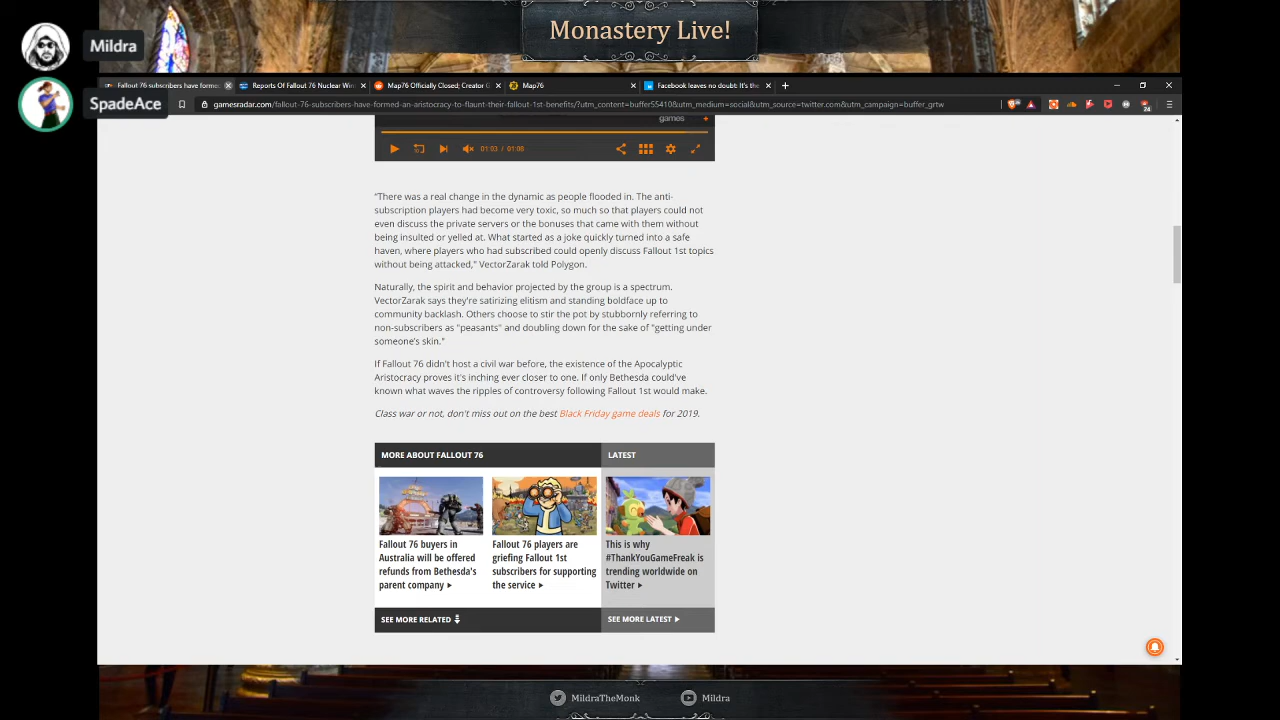 Monastery Live!
Mildra
SpadeAce
Fallout 76 subscribers have formed
Reports Of Fallout 76 Nuclear Win
Map76 Officially Closed; Creator G
Map76
Facebook leaves no doubt: It's the
gamesradar.com/fallout-76-subscribers-have-formed-an-aristocracy-to-flaunt-their-fallout-1st-benefits/?utm_content=buffer55410&utm_medium=social&utm_source=twitter.com&utm_campaign=buffer_grtw
24
games
01:03 / 01:08
"There was a real change in the dynamic as people flooded in. The anti-
subscription players had become very toxic, so much so that players could not
even discuss the private servers or the bonuses that came with them without
being insulted or yelled at. What started as a joke quickly turned into a safe
haven, where players who had subscribed could openly discuss Fallout 1st topics
without being attacked," VectorZarak told Polygon.
Naturally, the spirit and behavior projected by the group is a spectrum.
VectorZarak says they're satirizing elitism and standing boldface up to
community backlash. Others choose to stir the pot by stubbornly referring to
non-subscribers as "peasants" and doubling down for the sake of "getting under
someone's skin."
If Fallout 76 didn't host a civil war before, the existence of the Apocalyptic
Aristocracy proves it's inching ever closer to one. If only Bethesda could've
known what waves the ripples of controversy following Fallout 1st would make.
Class war or not, don't miss out on the best Black Friday game deals for 2019.
MORE ABOUT FALLOUT 76
LATEST
Fallout 76 buyers in
Australia will be offered
refunds from Bethesda's
parent company
Fallout 76 players are
griefing Fallout 1st
subscribers for supporting
the service
This is why
#ThankYouGameFreak is
trending worldwide on
Twitter
SEE MORE RELATED
SEE MORE LATEST
MildraTheMonk
Mildra